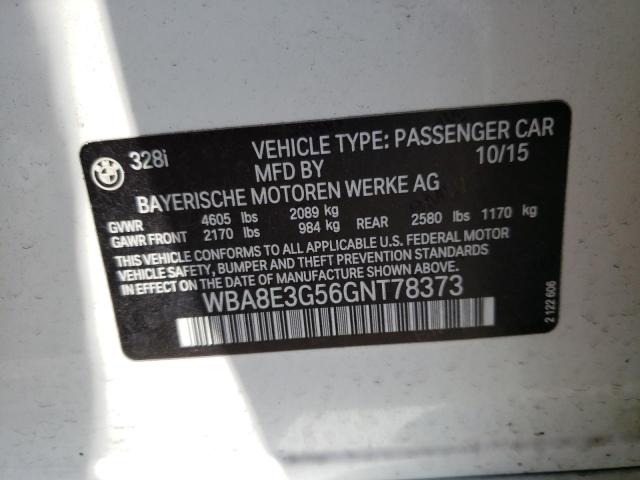 BMW
328i VEHICLE TYPE: PASSENGER CAR
MFD BY 10/15
BAYERISCHE MOTOREN WERKE AG
GVWR 4605 lbs 2089 kg
GAWR FRONT 2170 lbs 984 kg REAR 2580 lbs 1170 kg
THIS VEHICLE CONFORMS TO ALL APPLICABLE U.S. FEDERAL MOTOR
VEHICLE SAFETY, BUMPER AND THEFT PREVENTION STANDARDS
IN EFFECT ON THE DATE OF MANUFACTURE SHOWN ABOVE.
WBA8E3G56GNT78373
2 122 606